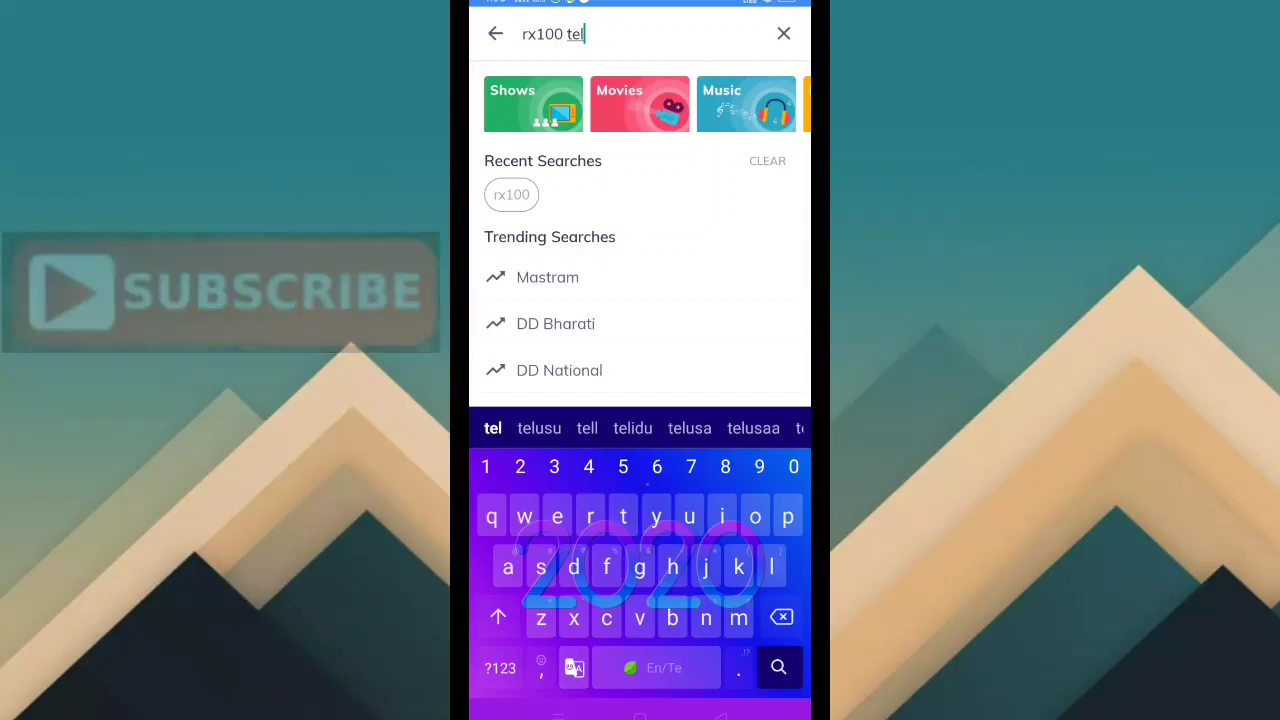 rx100 tel
Shows
Movies
Music
Recent Searches
CLEAR
rx100
Trending Searches
Mastram
DD Bharati
DD National
SUBSCRIBE
tel telusu tell telidu telusa telusaa
1 2 3 4 5 6 7 8 9 0
q w e r t y u i o p
a s d f g h j k l
2020
z x c v b n m
?123 , En/Te .